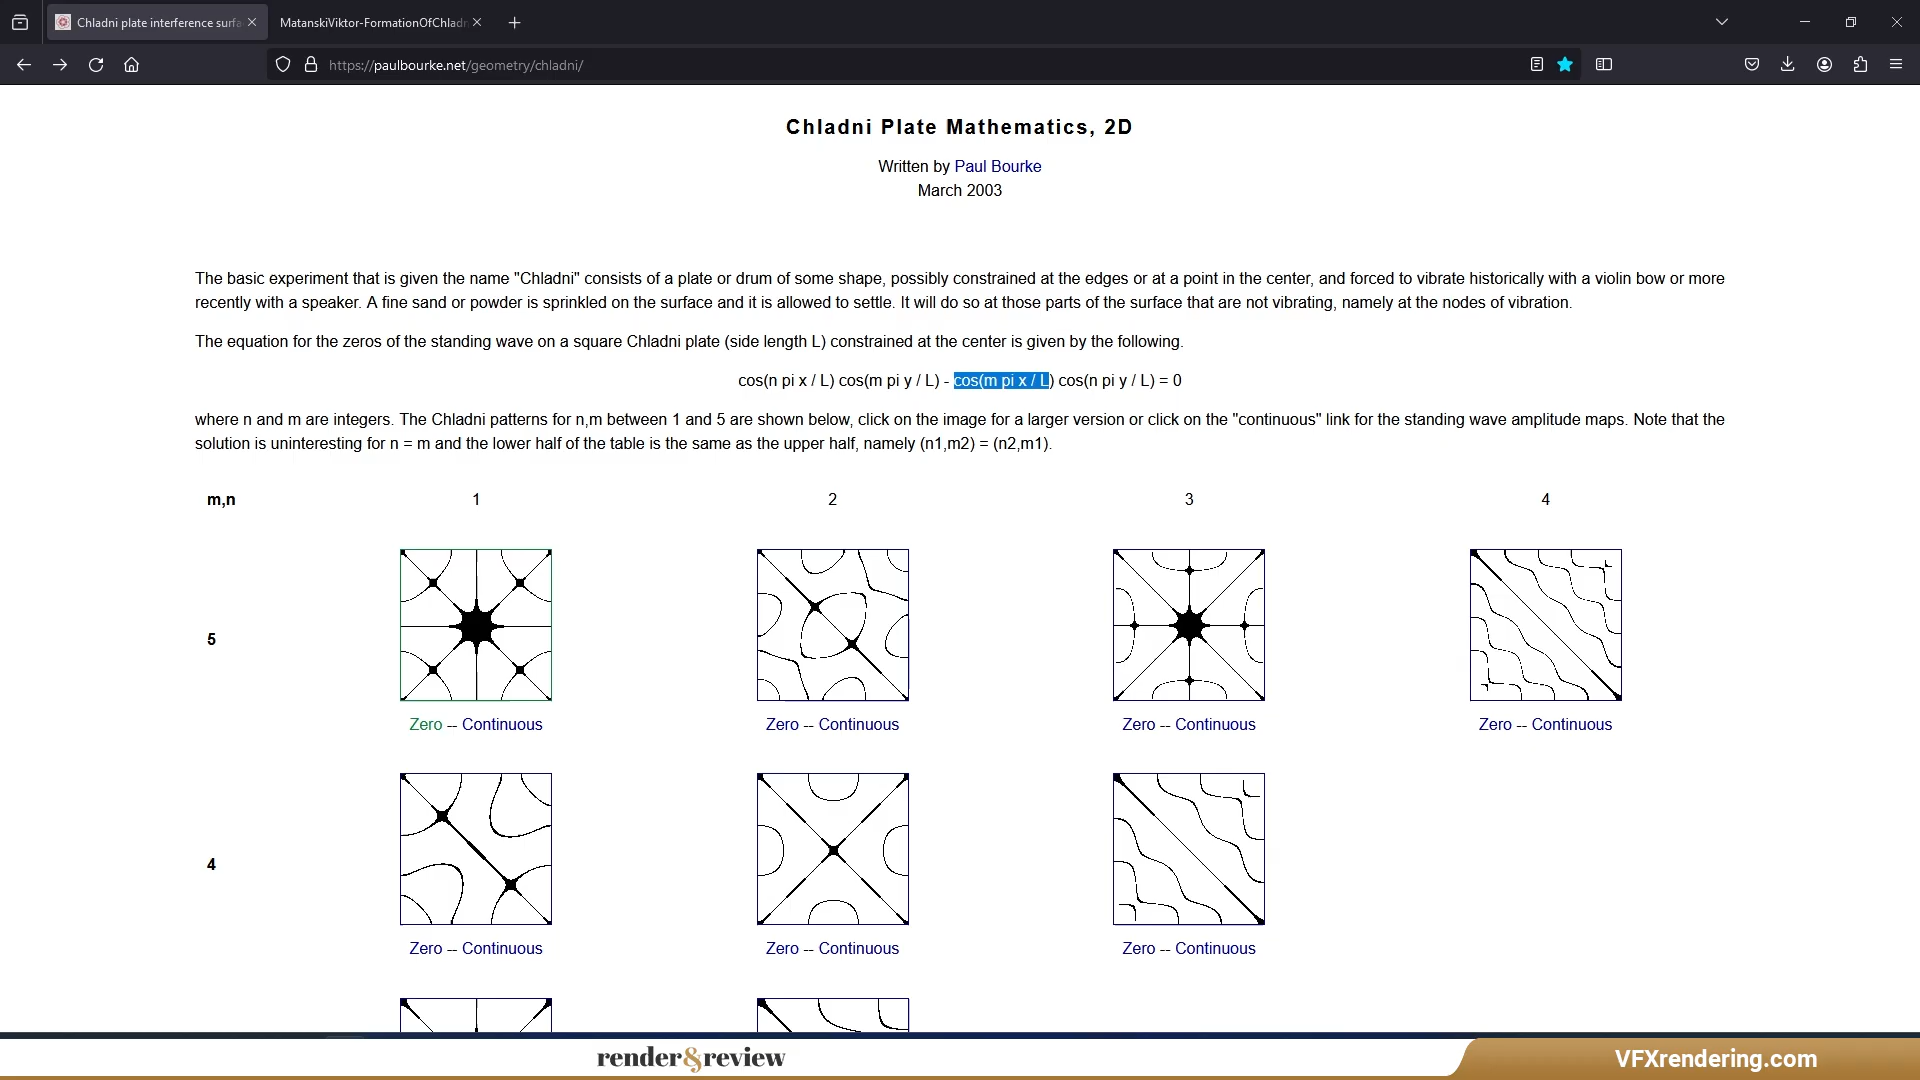 Chladni plate interference surfa
MatanskiViktor-FormationOfChladn
https://paulbourke.net/geometry/chladni/
Chladni Plate Mathematics, 2D
Written by Paul Bourke
March 2003
The basic experiment that is given the name "Chladni" consists of a plate or drum of some shape, possibly constrained at the edges or at a point in the center, and forced to vibrate historically with a violin bow or more
recently with a speaker. A fine sand or powder is sprinkled on the surface and it is allowed to settle. It will do so at those parts of the surface that are not vibrating, namely at the nodes of vibration.
The equation for the zeros of the standing wave on a square Chladni plate (side length L) constrained at the center is given by the following.
cos(n pi x / L) cos(m pi y / L) - cos(m pi x / L) cos(n pi y / L) = 0
where n and m are integers. The Chladni patterns for n,m between 1 and 5 are shown below, click on the image for a larger version or click on the "continuous" link for the standing wave amplitude maps. Note that the
solution is uninteresting for n = m and the lower half of the table is the same as the upper half, namely (n1,m2) = (n2,m1).
m,n 1 2 3 4
5
Zero -- Continuous Zero -- Continuous Zero -- Continuous Zero -- Continuous
4
Zero -- Continuous Zero -- Continuous Zero -- Continuous
render&review
VFXrendering.com